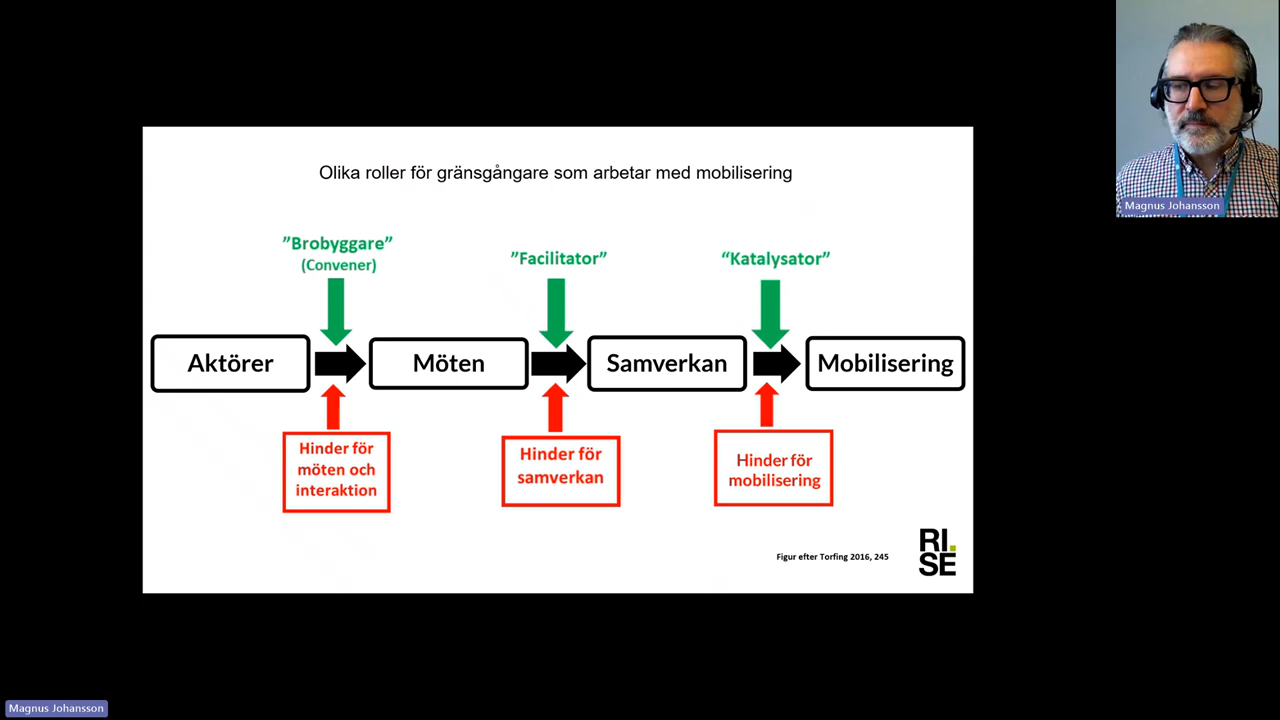 Olika roller för gränsgångare som arbetar med mobilisering
”Brobyggare”
(Convener)
”Facilitator”
“Katalysator”
Aktörer
Möten
Samverkan
Mobilisering
Hinder för
möten och
interaktion
Hinder för
samverkan
Hinder för
mobilisering
Figur efter Torfing 2016, 245
RI.
SE
Magnus Johansson
Magnus Johansson